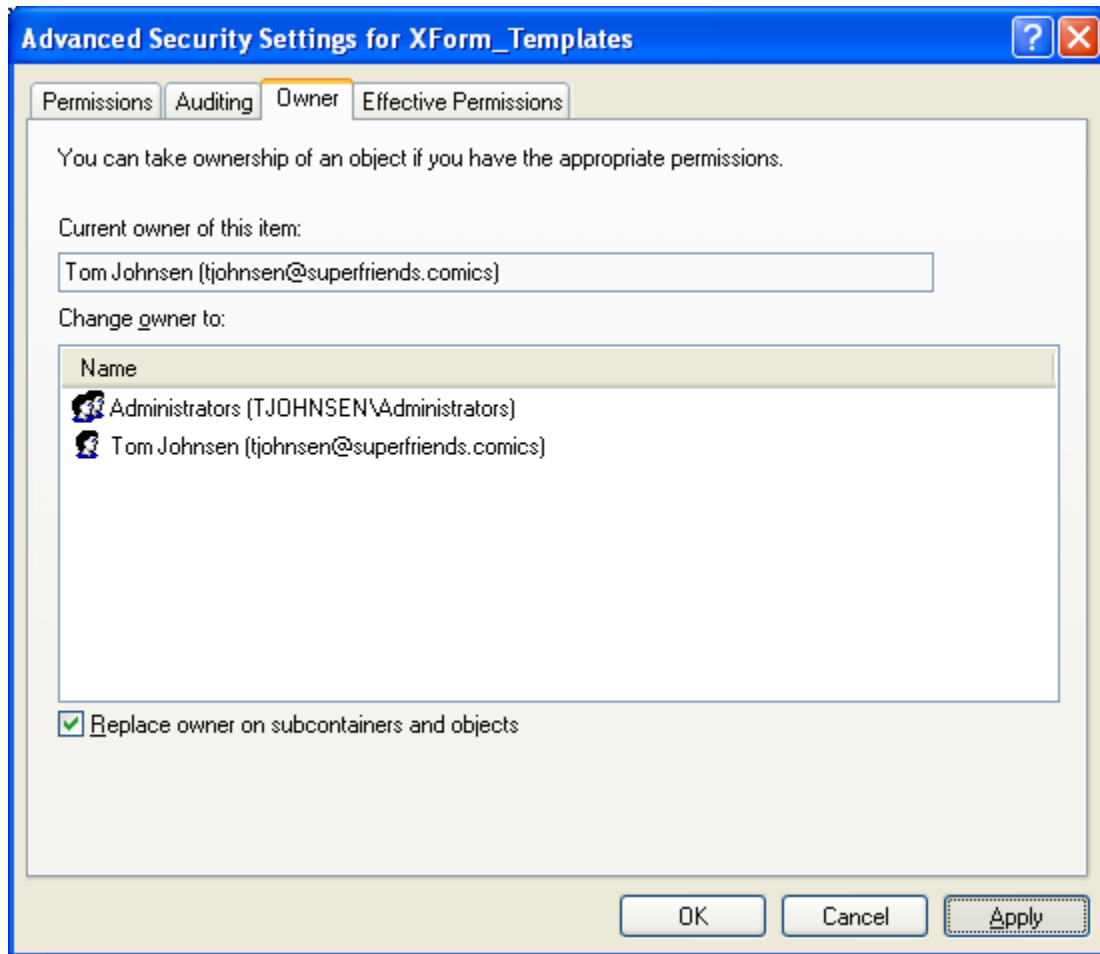 Advanced Security Settings for XForm_Templates
?
Permissions Auditing Owner Effective Permissions
You can take ownership of an object if you have the appropriate permissions.
Current owner of this item:
Tom Johnsen (tjohnsen@superfriends.comics)
Change owner to:
Name
Administrators (TJOHNSEN\Administrators)
Tom Johnsen (tjohnsen@superfriends.comics)
Replace owner on subcontainers and objects
OK Cancel Apply